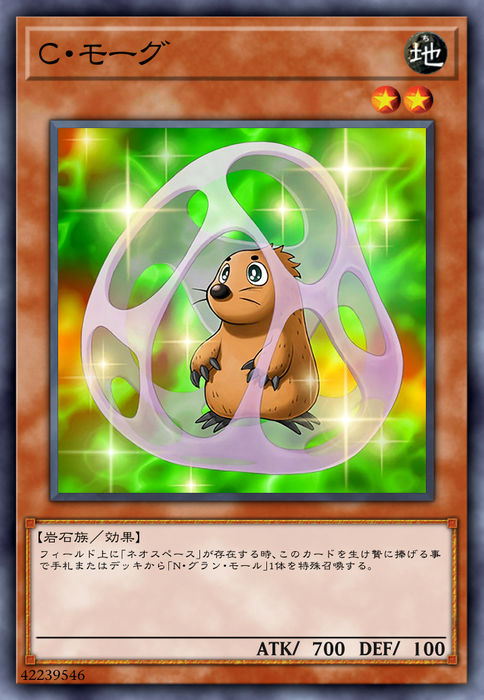 C・モーグ
ち
地
【岩石族／効果】
フィールド上に「ネオスペース」が存在する時、このカードを生け贄に捧げる事
で手札またはデッキから「N・グラン・モール」1体を特殊召喚する。
ATK/ 700 DEF/ 100
42239546